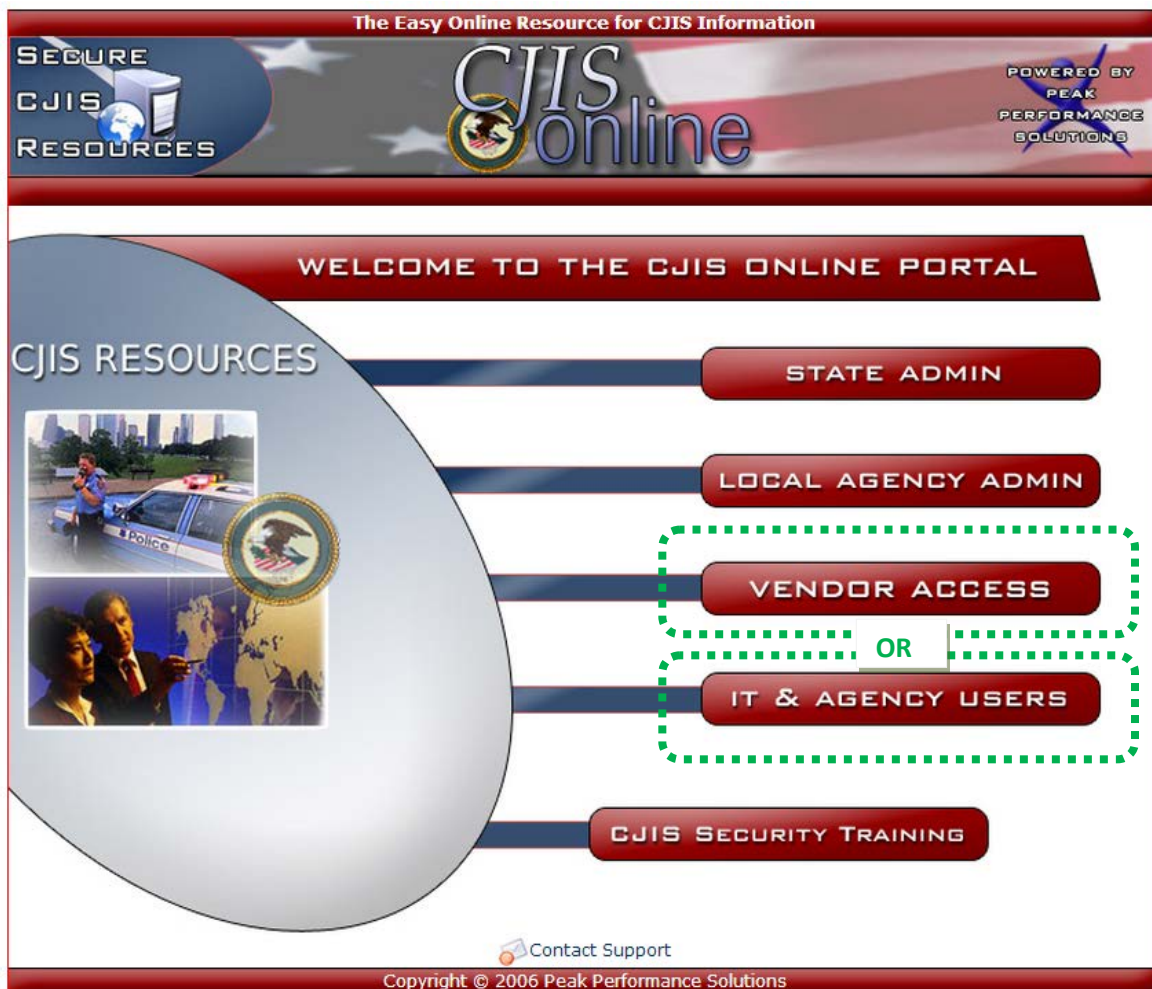 The Easy Online Resource for CJIS Information
SECURE
CJIS
RESOURCES
CJIS
online
POWERED BY
PEAK
PERFORMANCE
SOLUTIONS
WELCOME TO THE CJIS ONLINE PORTAL
CJIS RESOURCES
Police
STATE ADMIN
LOCAL AGENCY ADMIN
VENDOR ACCESS
OR
IT & AGENCY USERS
CJIS SECURITY TRAINING
Contact Support
Copyright © 2006 Peak Performance Solutions